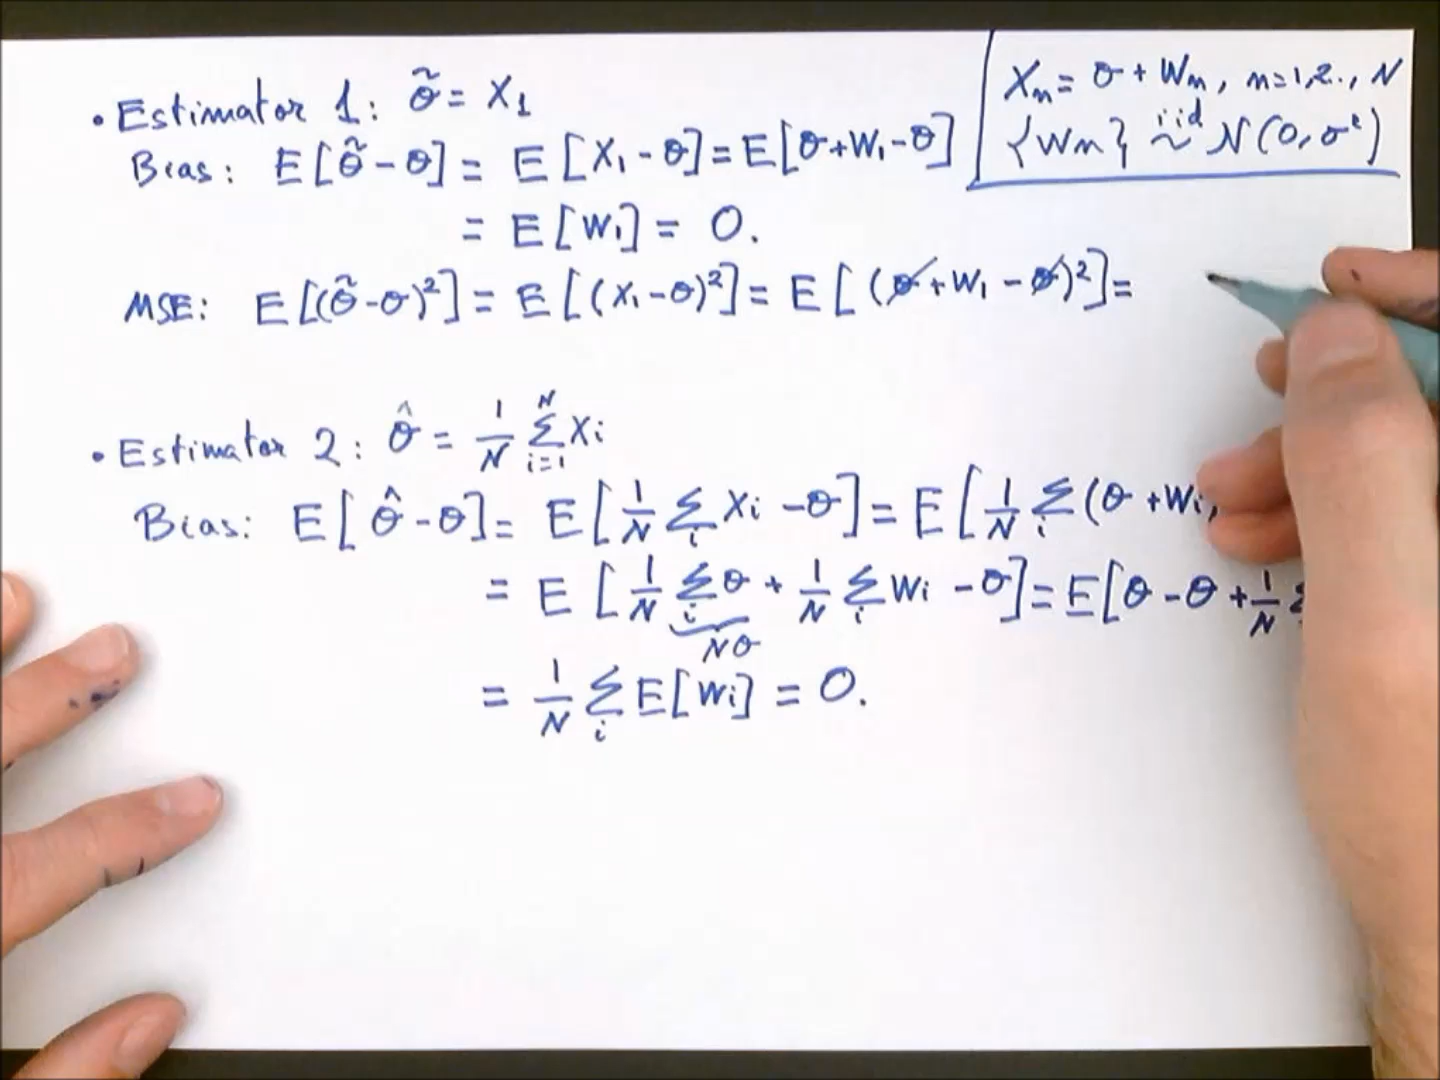 • Estimator 1: θ̃ = X₁
Xₙ = θ + Wₙ, n=1,2.., N
{Wₙ} iid ~ N(0, σ²)
Bias: E[θ̃ - θ] = E[X₁ - θ] = E[θ+W₁-θ]
= E[W₁] = 0.
MSE: E[(θ̃-θ)²] = E[(X₁-θ)²] = E[(θ+W₁-θ)²] =
• Estimator 2: θ̂ = 1/N Σᵢ₌₁ᴺ Xᵢ
Bias: E[θ̂-θ] = E[1/N Σᵢ Xᵢ - θ] = E[1/N Σᵢ (θ + Wᵢ
= E[1/N Σᵢ θ + 1/N Σᵢ Wᵢ - θ] = E[θ - θ + 1/N Σ
Nθ
= 1/N Σᵢ E[Wᵢ] = 0.